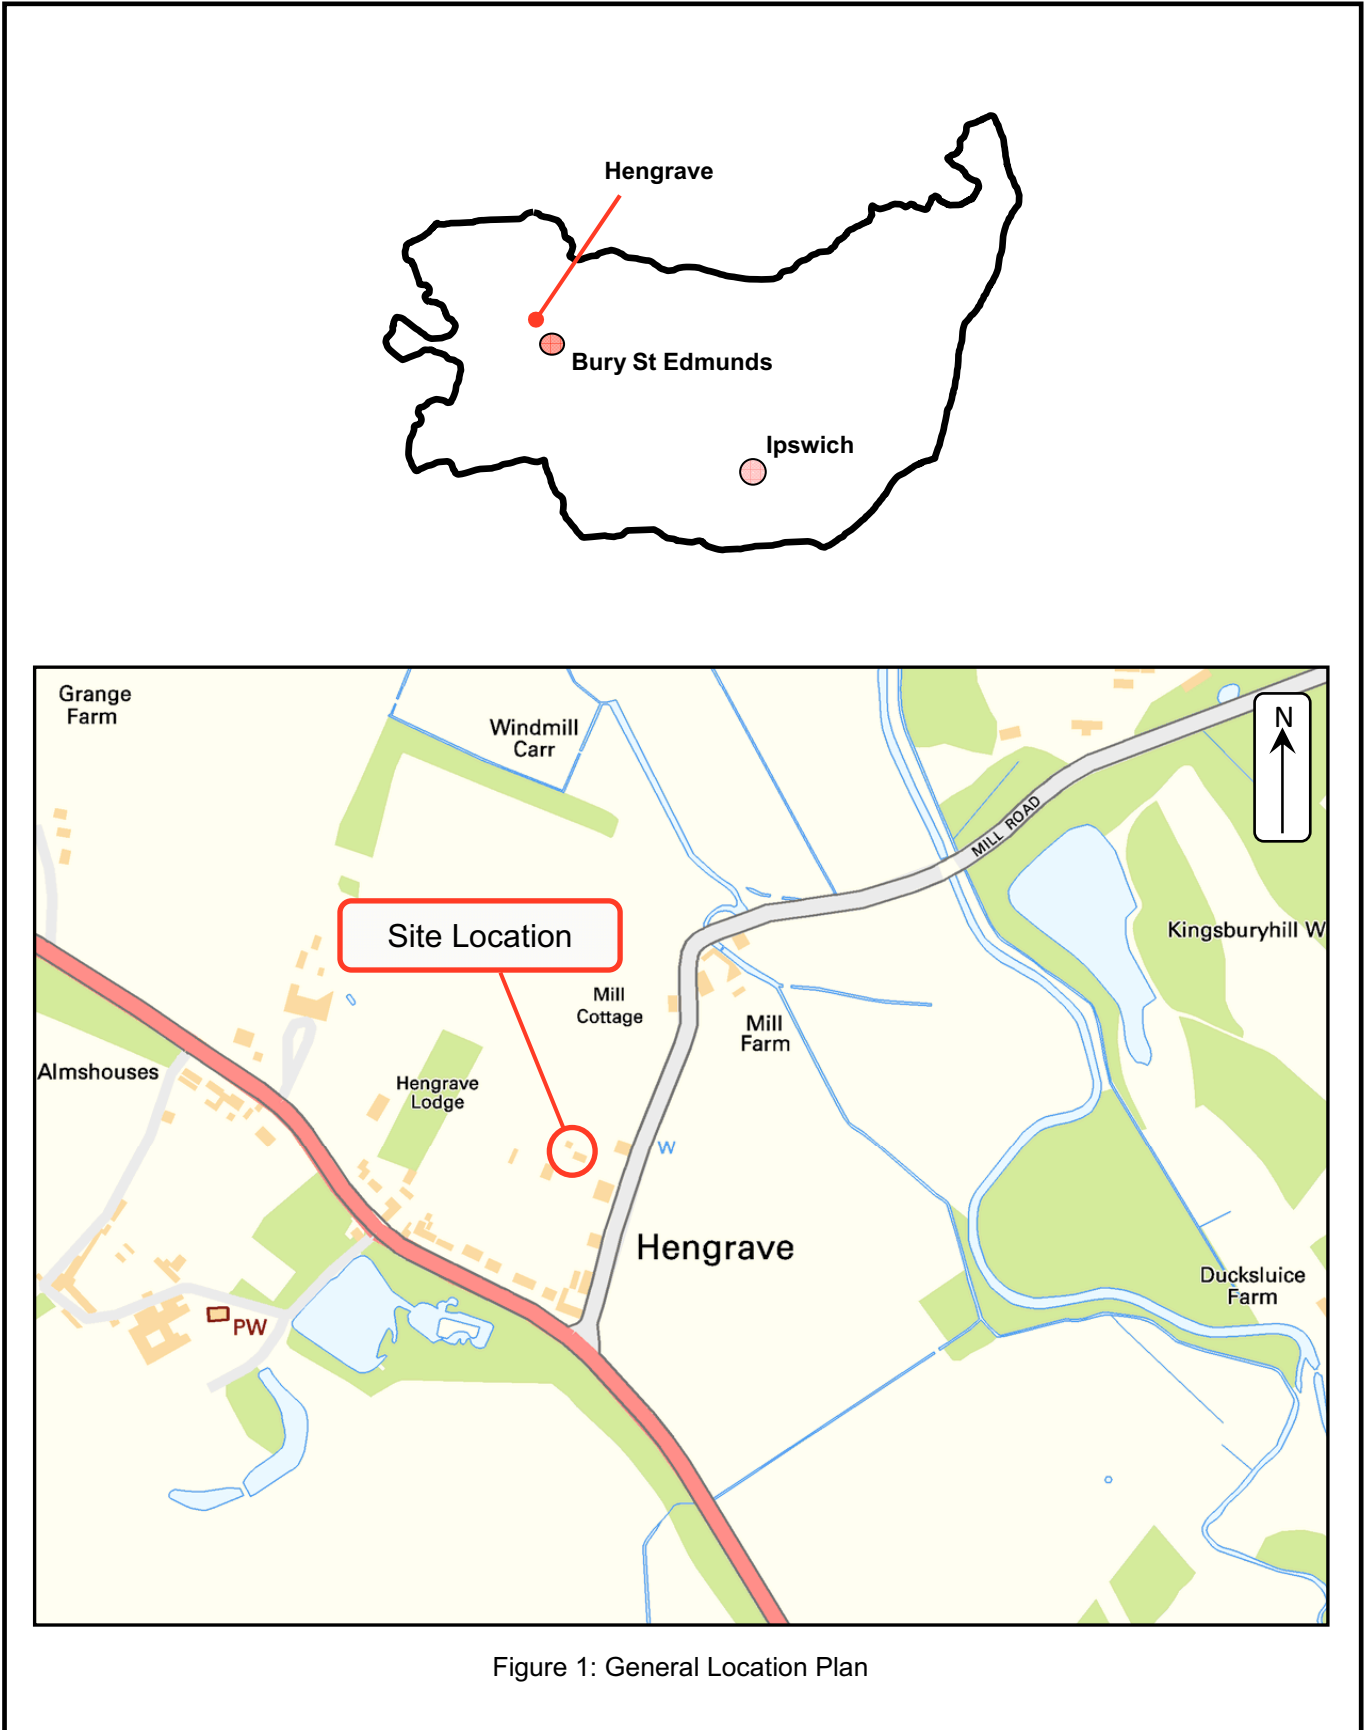 Hengrave
Bury St Edmunds
Ipswich
Grange
Farm
Windmill
Carr
N
MILL ROAD
Site Location
Kingsburyhill W
Mill
Cottage
Mill
Farm
Almshouses
Hengrave
Lodge
W
Hengrave
Ducksluice
Farm
PW
Figure 1: General Location Plan